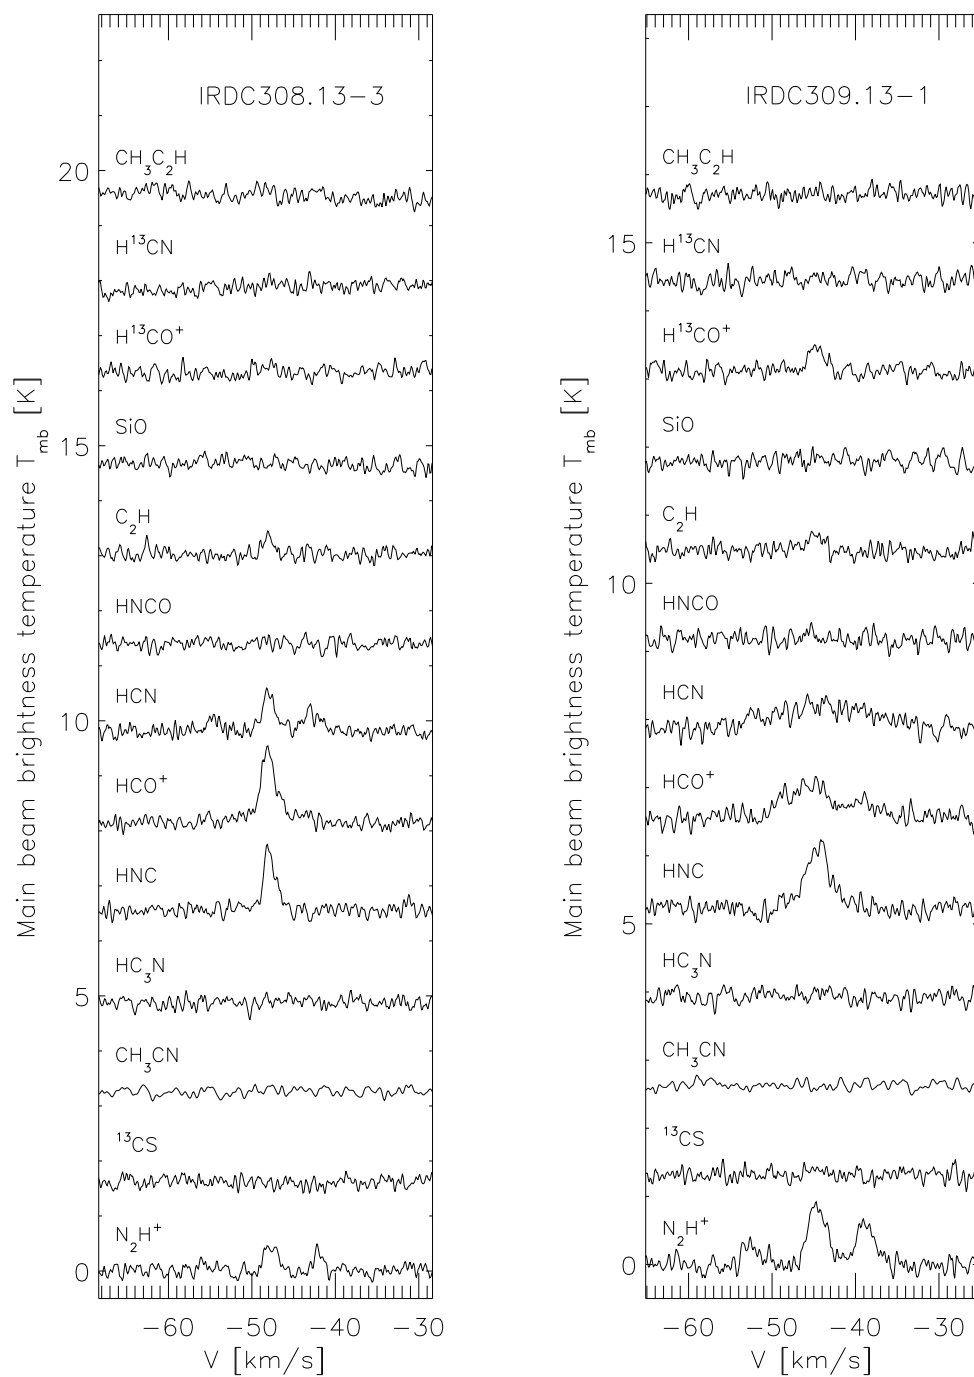 IRDC308.13-3
CH₃C₂H
H¹³CN
H¹³CO⁺
SiO
C₂H
HNCO
HCN
HCO⁺
HNC
HC₃N
CH₃CN
¹³CS
N₂H⁺
20
15
10
5
0
-60
-50
-40
-30
V [km/s]
Main beam brightness temperature T_mb [K]
IRDC309.13-1
CH₃C₂H
H¹³CN
H¹³CO⁺
SiO
C₂H
HNCO
HCN
HCO⁺
HNC
HC₃N
CH₃CN
¹³CS
N₂H⁺
15
10
5
0
-60
-50
-40
-30
V [km/s]
Main beam brightness temperature T_mb [K]